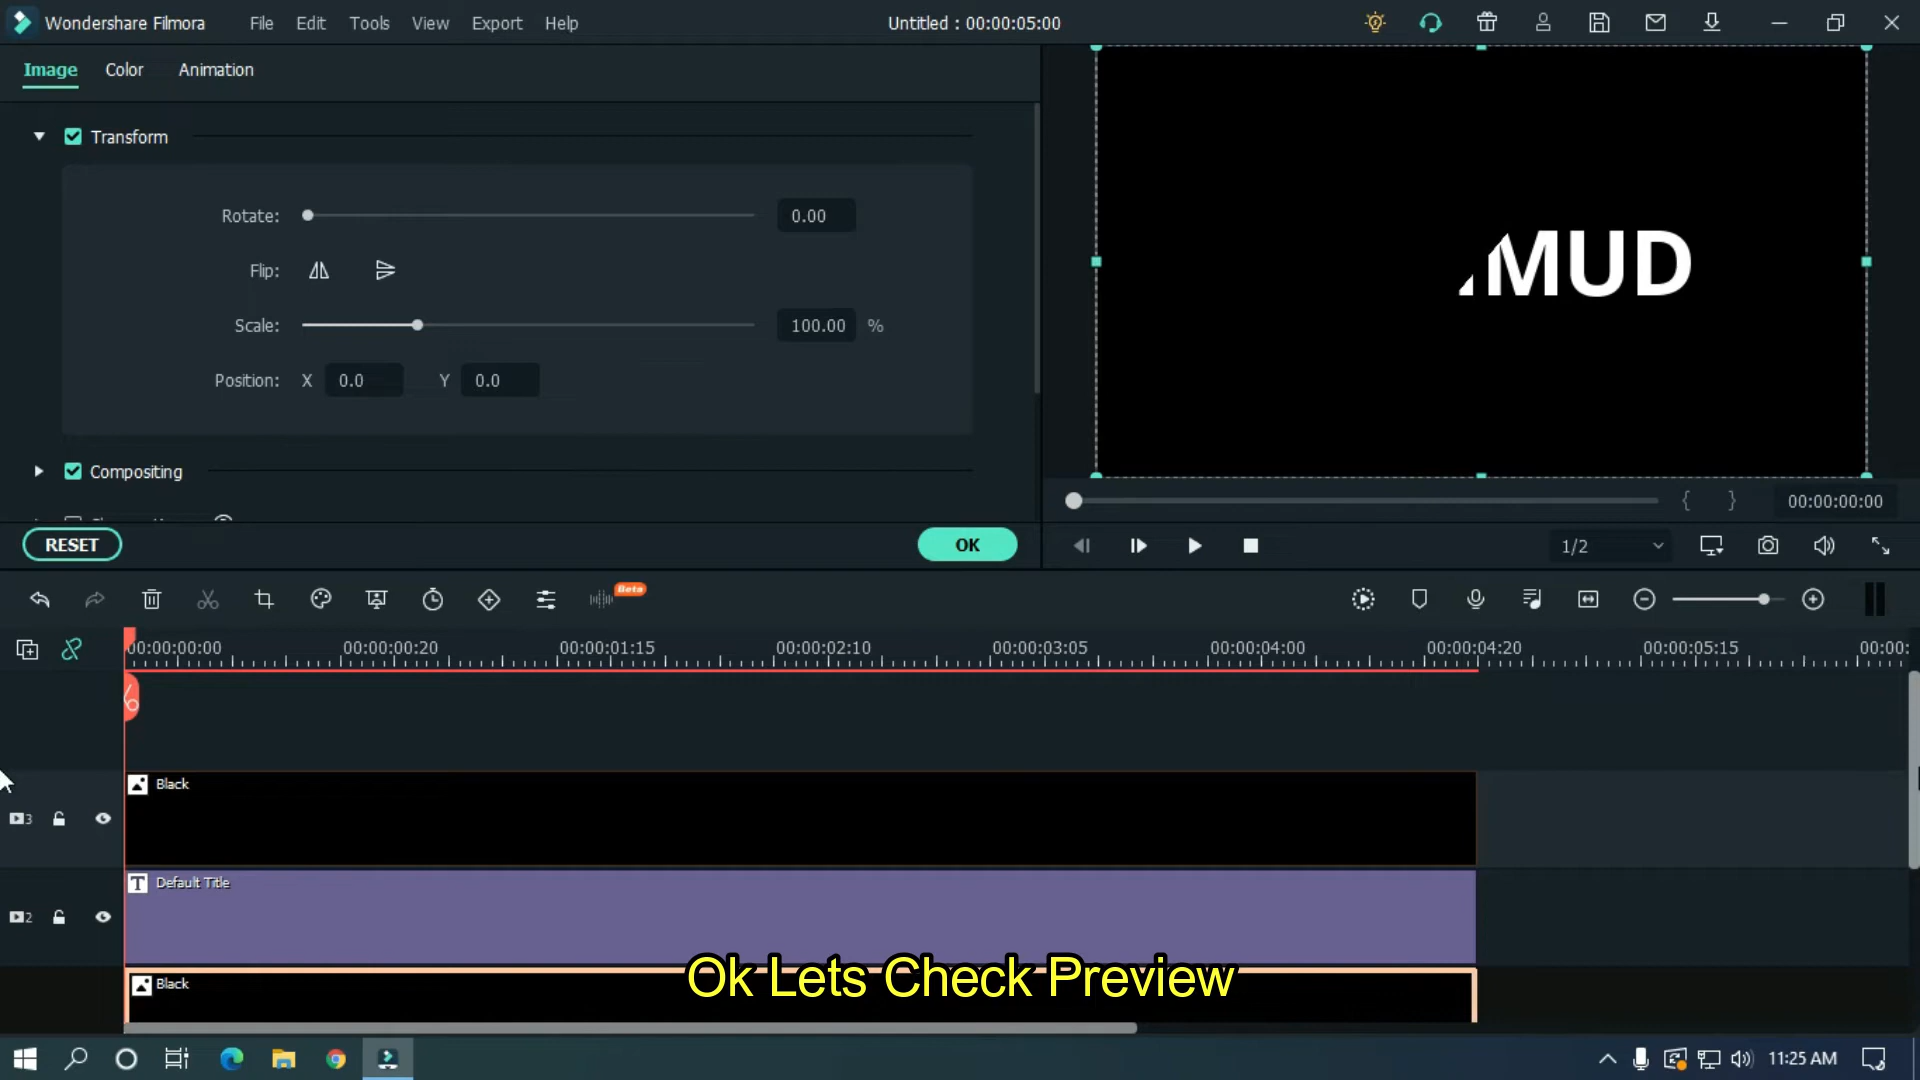 Wondershare Filmora File Edit Tools View Export Help Untitled : 00:00:05:00
Image Color Animation
Transform
Rotate: 0.00
Flip:
Scale: 100.00 %
Position: X 0.0 Y 0.0
Compositing
RESET OK
MUD
{ } 00:00:00:00
1/2
Beta
00:00:00:00 00:00:00:20 00:00:01:15 00:00:02:10 00:00:03:05 00:00:04:00 00:00:04:20 00:00:05:15 00:00:
Black
3
Default Title
2
Black
Ok Lets Check Preview
11:25 AM